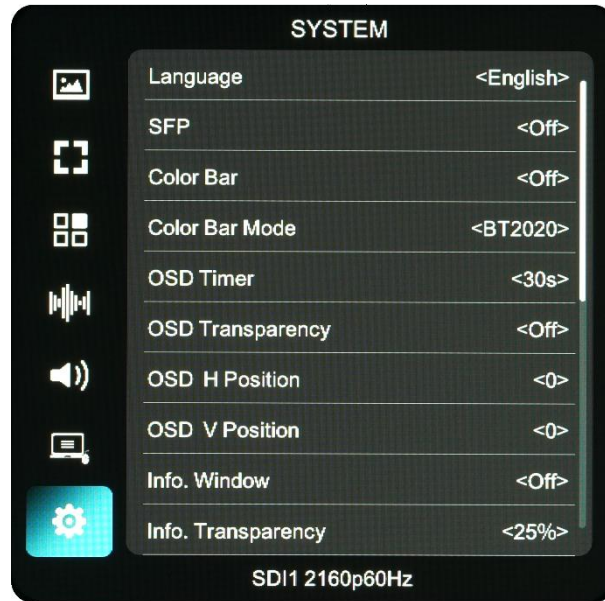 SYSTEM
Language <English>
SFP <Off>
Color Bar <Off>
Color Bar Mode <BT2020>
OSD Timer <30s>
OSD Transparency <Off>
OSD H Position <0>
OSD V Position <0>
Info. Window <Off>
Info. Transparency <25%>
SDI1 2160p60Hz